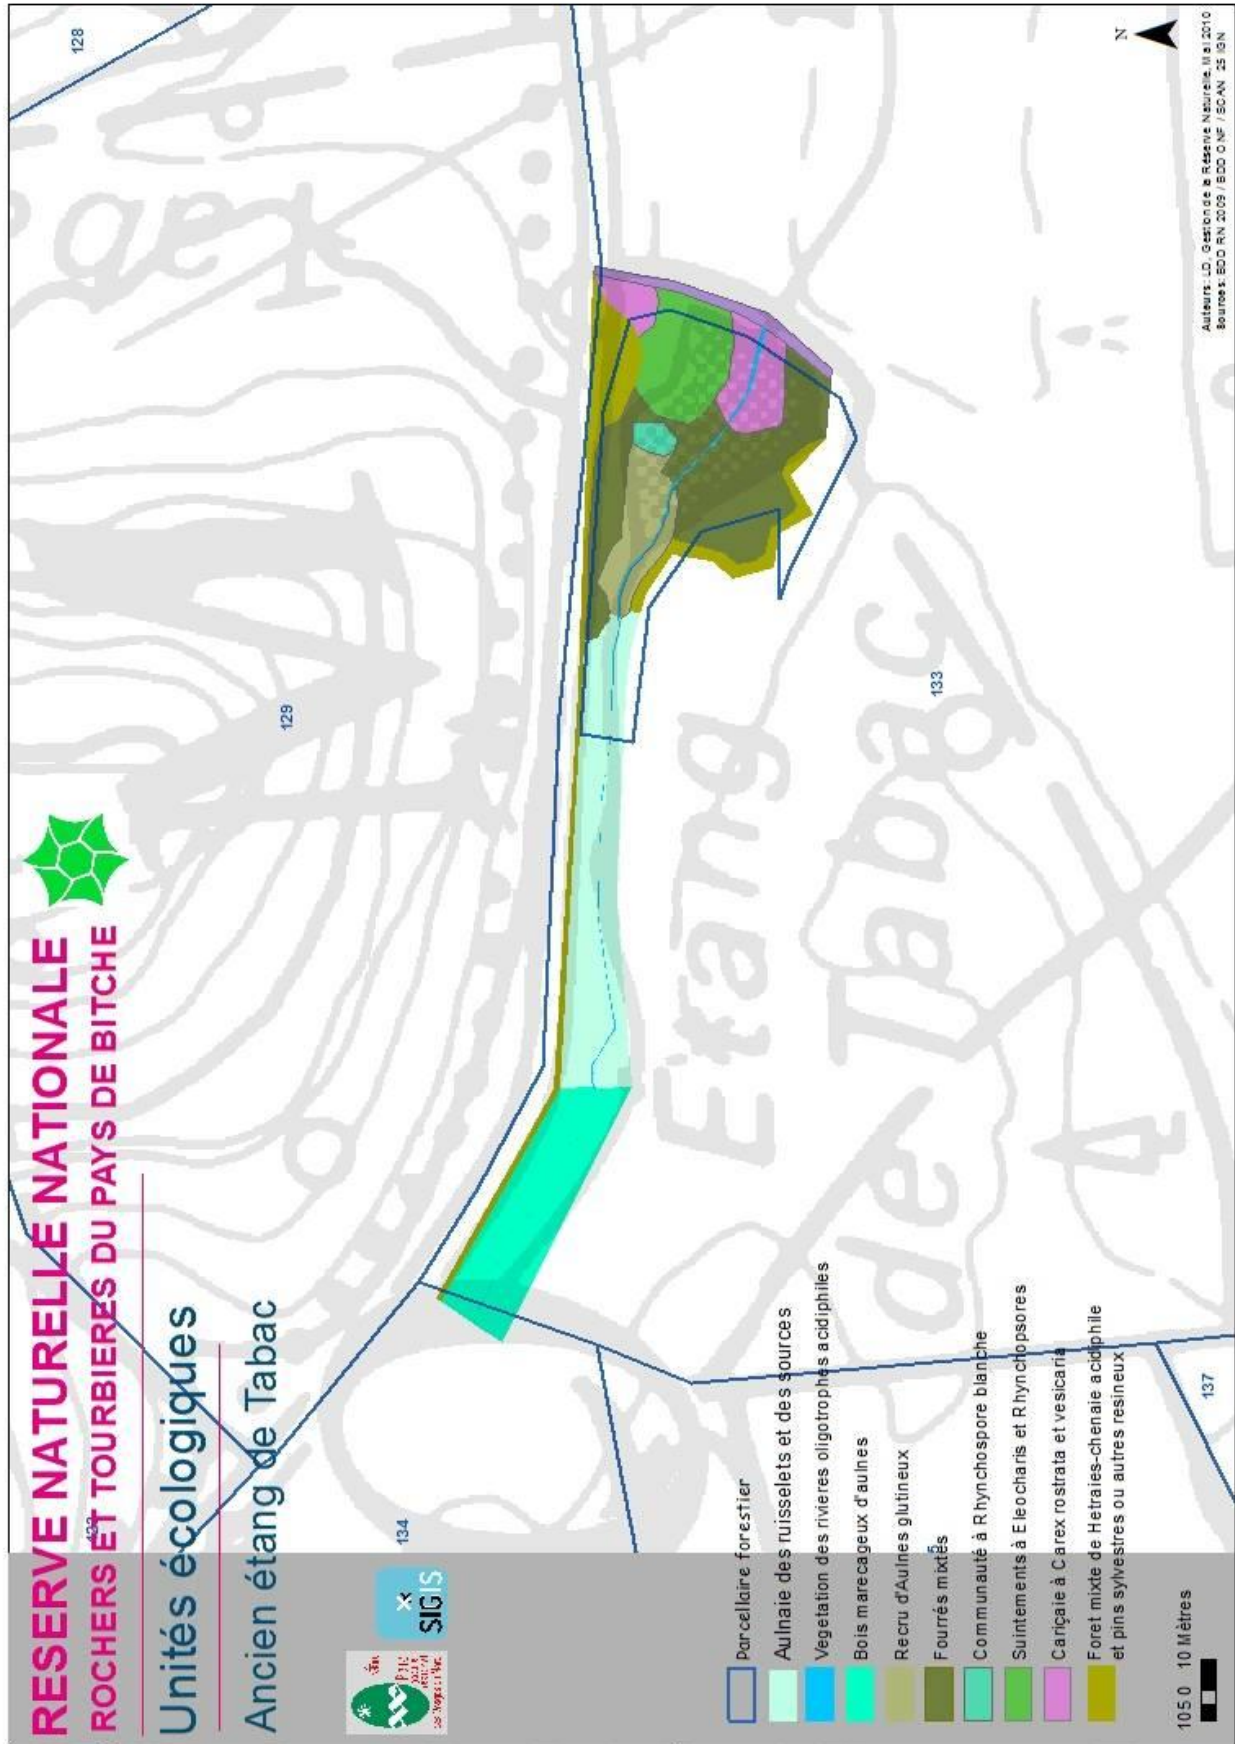 RESERVE NATURELLE NATIONALE
ROCHERS ET TOURBIERES DU PAYS DE BITCHE
Unités écologiques
Ancien étang de Tabac
SIGIS
Parc
Parcellaire forestier
Aulnaie des ruisselets et des sources
Vegetation des rivieres oligotrophes acidiphiles
Bois marecageux d'aulnes
Recru d'Aulnes glutineux
Fourrés mixtes
Communauté à Rhynchospore blanche
Suintements à Eleocharis et Rhynchopsores
Cariçaie à Carex rostrata et vesicaria
Foret mixte de Hetraies-chenaie acidiphile
et pins sylvestres ou autres resineux
10 5 0 10 Mètres
128
129
133
134
137
5
Etang
de Tabac
N
Auteurs: LD, Gestion de la Réserve Naturelle, Mai 2010
Sources: BDD RN 2009 / BDD ONF / SCAN 25 IGN